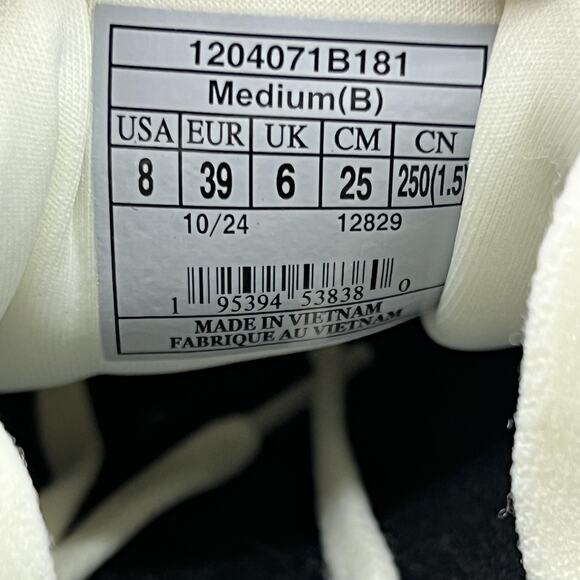 1204071B181
Medium(B)
USA EUR UK CM CN
8 39 6 25 250(1.5)
10/24 12829
1 95394 53838 0
MADE IN VIETNAM
FABRIQUE AU VIETNAM